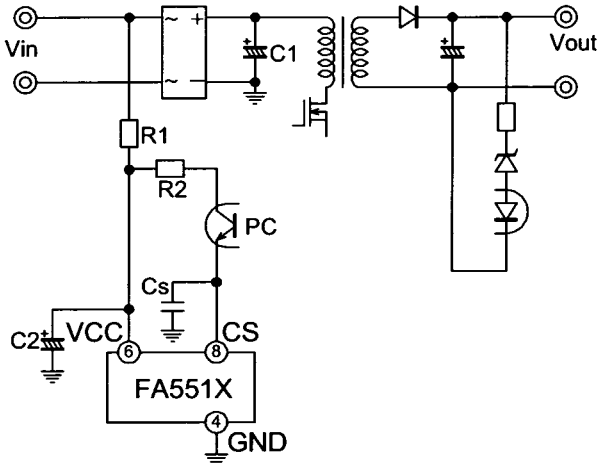 ~ +
Vin
C1
Vout
~ −
R1
R2
PC
Cs
C2
VCC
CS
6
8
FA551X
4
GND